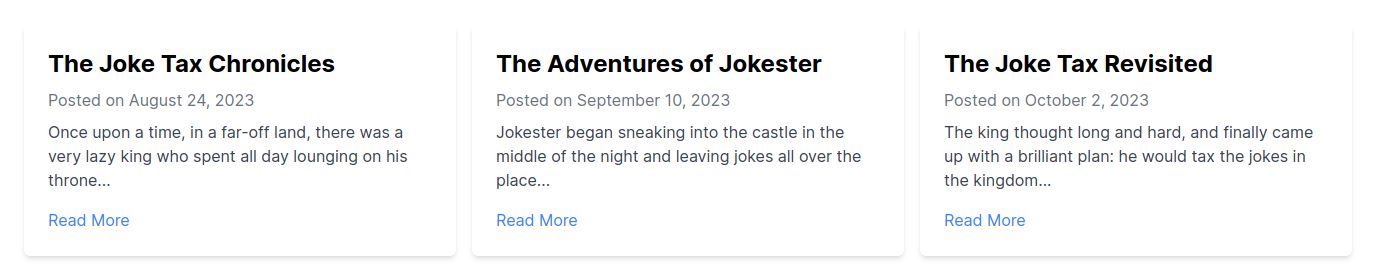 The Joke Tax Chronicles
Posted on August 24, 2023
Once upon a time, in a far-off land, there was a
very lazy king who spent all day lounging on his
throne...
Read More
The Adventures of Jokester
Posted on September 10, 2023
Jokester began sneaking into the castle in the
middle of the night and leaving jokes all over the
place...
Read More
The Joke Tax Revisited
Posted on October 2, 2023
The king thought long and hard, and finally came
up with a brilliant plan: he would tax the jokes in
the kingdom...
Read More